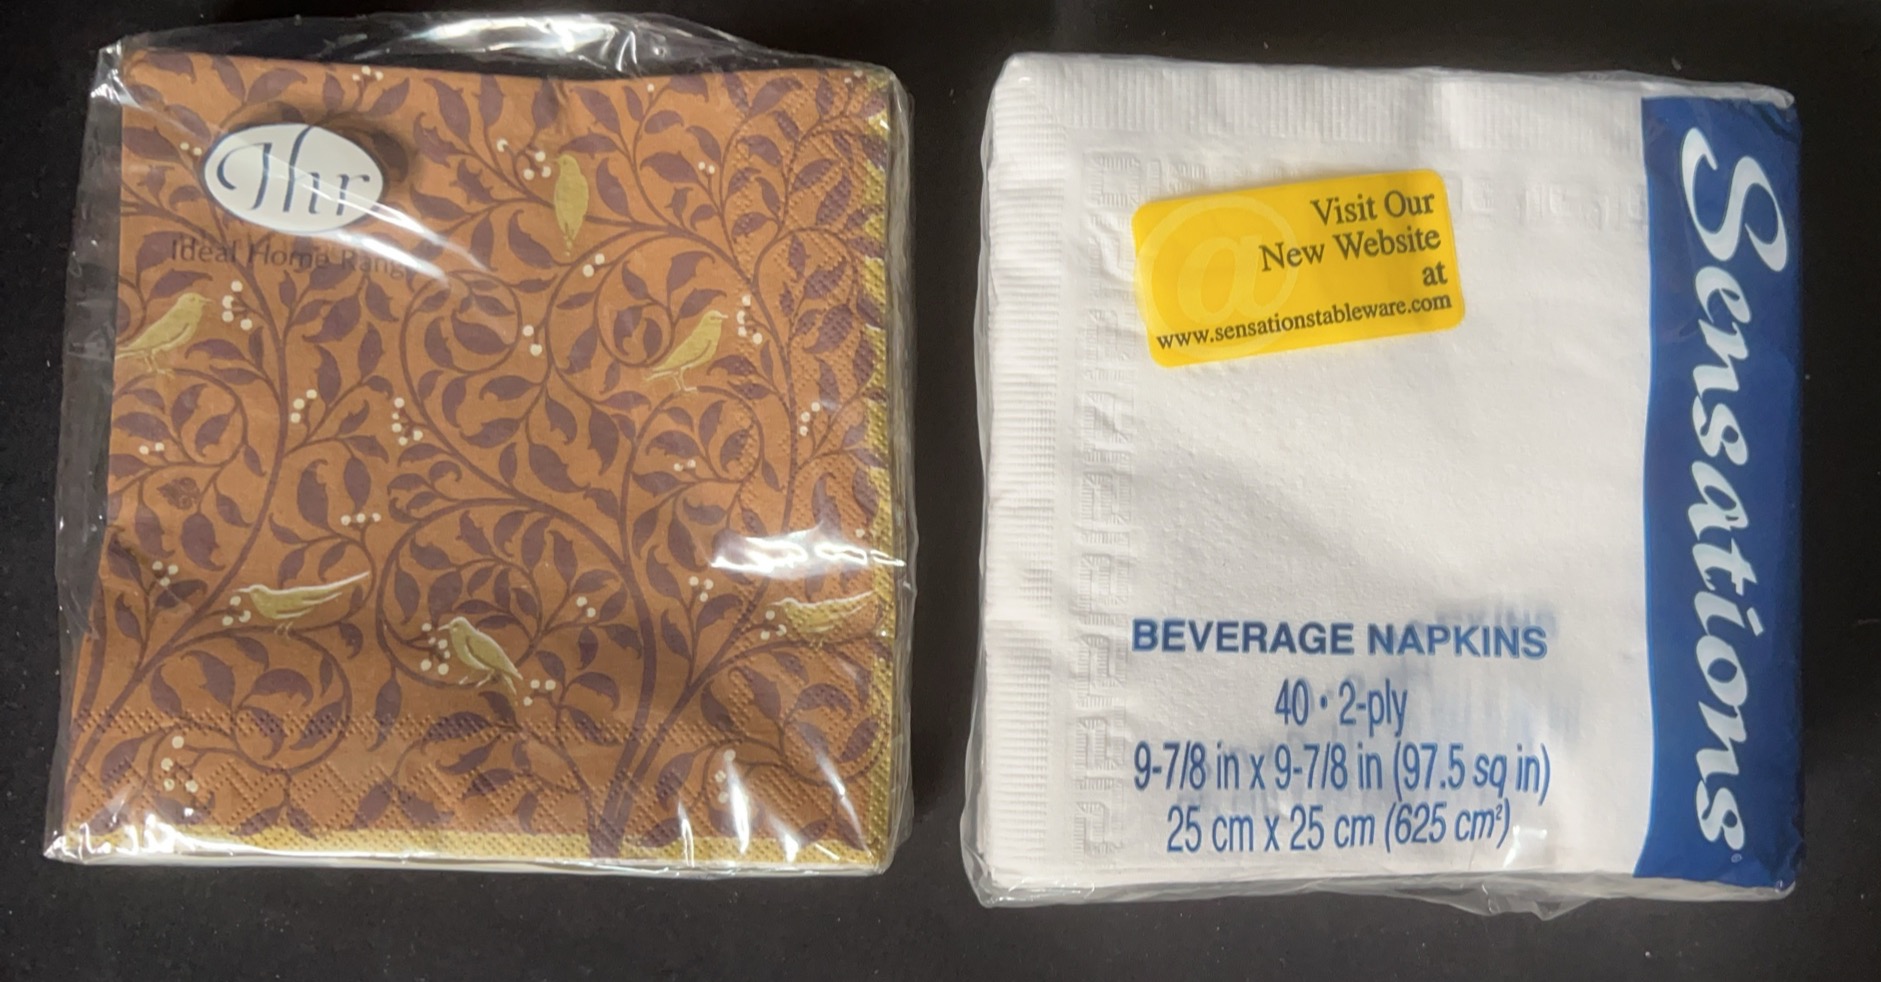 Ihr
Ideal Home Range
Visit Our
New Website
at
www.sensationstableware.com
BEVERAGE NAPKINS
40 • 2-ply
9-7/8 in x 9-7/8 in (97.5 sq in)
25 cm x 25 cm (625 cm²)
Sensations®